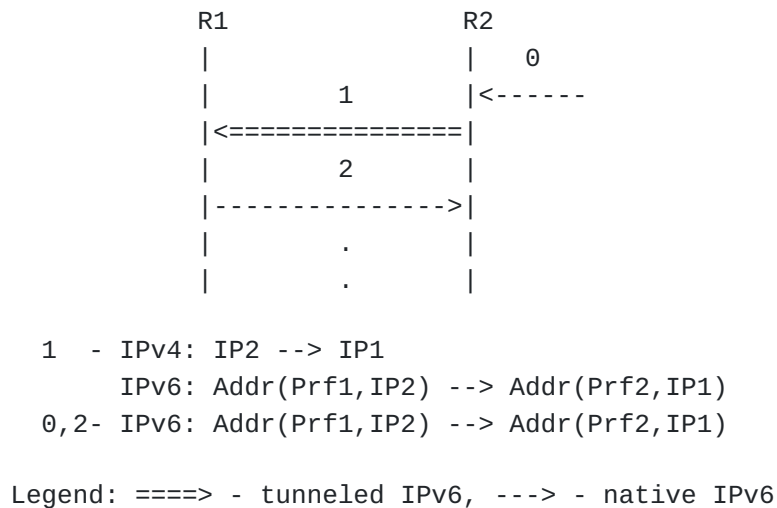 R1                R2
|                 |   0
|        1        |<------
|<===============|
|        2        |
|--------------->|
|        .        |
|        .        |
1  - IPv4: IP2 --> IP1
IPv6: Addr(Prf1,IP2) --> Addr(Prf2,IP1)
0,2- IPv6: Addr(Prf1,IP2) --> Addr(Prf2,IP1)
Legend: ====> - tunneled IPv6, ---> - native IPv6